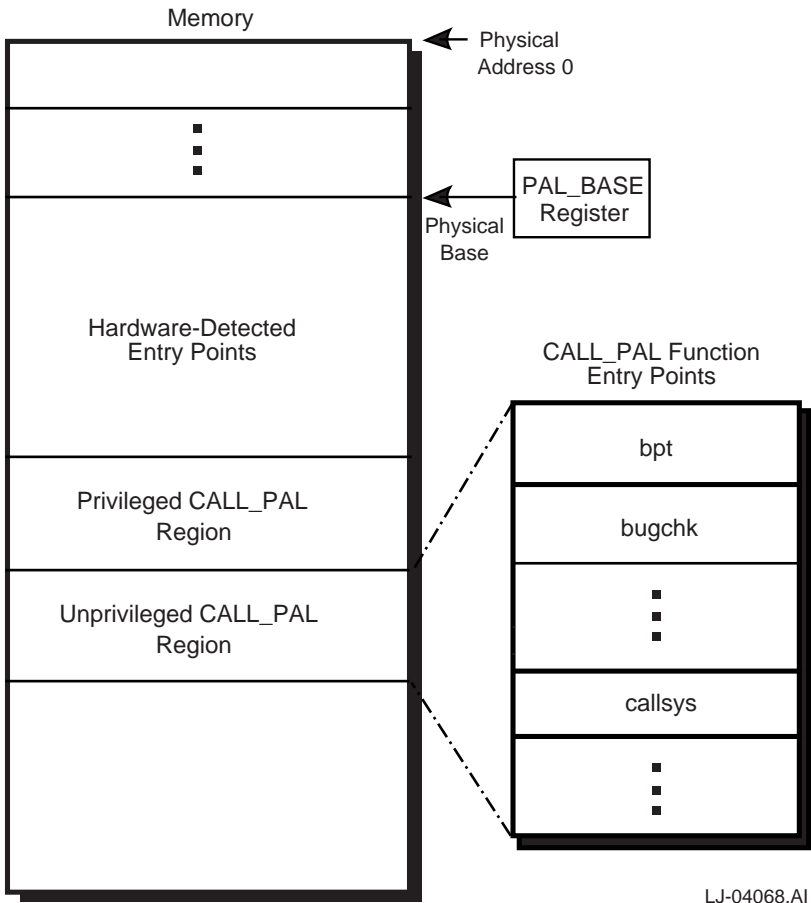 Memory
Physical
Address 0
PAL_BASE
Register
Physical
Base
Hardware-Detected
Entry Points
CALL_PAL Function
Entry Points
bpt
Privileged CALL_PAL
Region
bugchk
Unprivileged CALL_PAL
Region
callsys
LJ-04068.AI